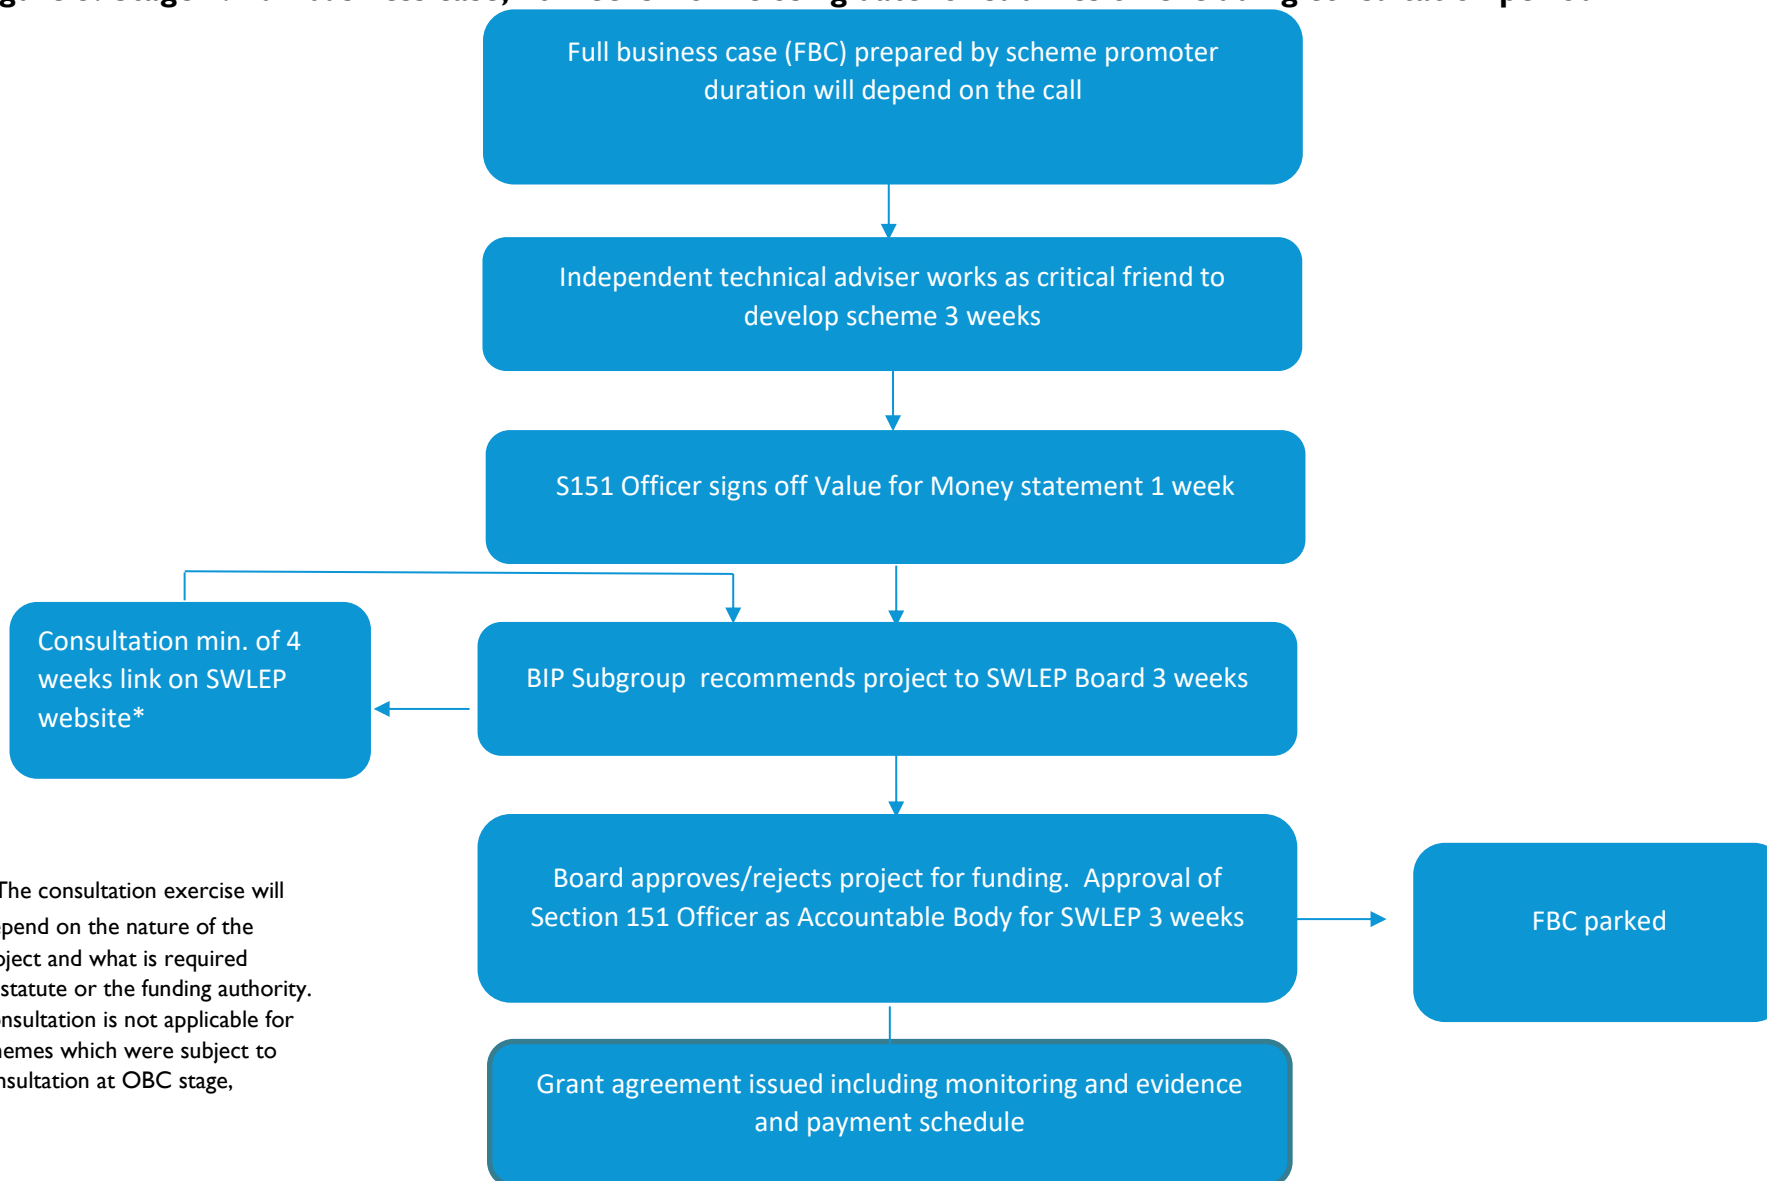 Full business case (FBC) prepared by scheme promoter
duration will depend on the call
Independent technical adviser works as critical friend to
develop scheme 3 weeks
S151 Officer signs off Value for Money statement 1 week
Consultation min. of 4
weeks link on SWLEP
website*
BIP Subgroup recommends project to SWLEP Board 3 weeks
Board approves/rejects project for funding. Approval of
Section 151 Officer as Accountable Body for SWLEP 3 weeks
FBC parked
The consultation exercise will
depend on the nature of the
project and what is required
statute or the funding authority.
Consultation is not applicable for
schemes which were subject to
consultation at OBC stage,
Grant agreement issued including monitoring and evidence
and payment schedule